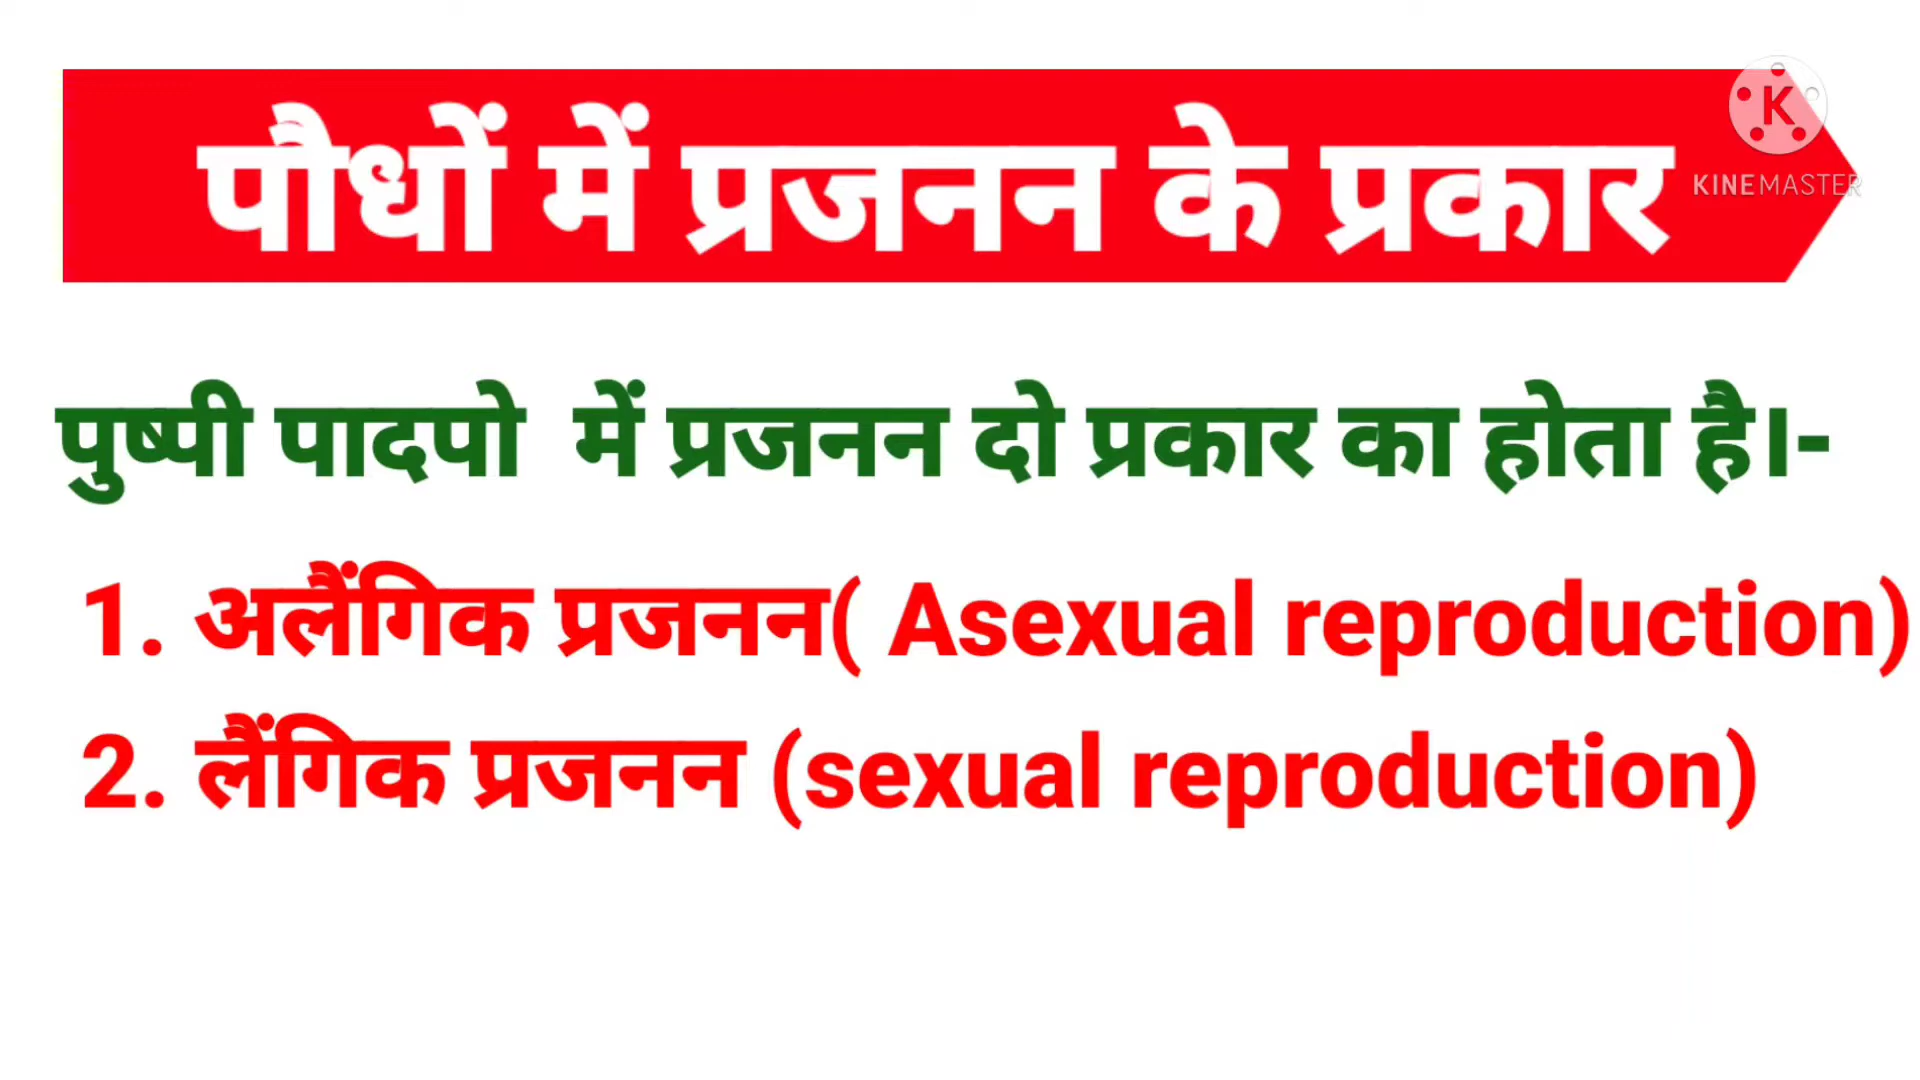 पौधों में प्रजनन के प्रकार
K
KINEMASTER
पुष्पी पादपो में प्रजनन दो प्रकार का होता है।-
1. अलैंगिक प्रजनन( Asexual reproduction)
2. लैंगिक प्रजनन (sexual reproduction)